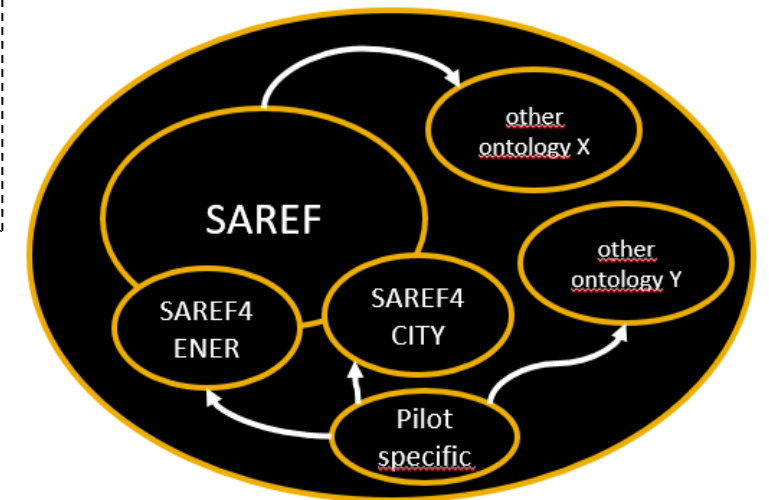 other
ontology X
SAREF
other
ontology Y
SAREF4
ENER
SAREF4
CITY
Pilot
specific